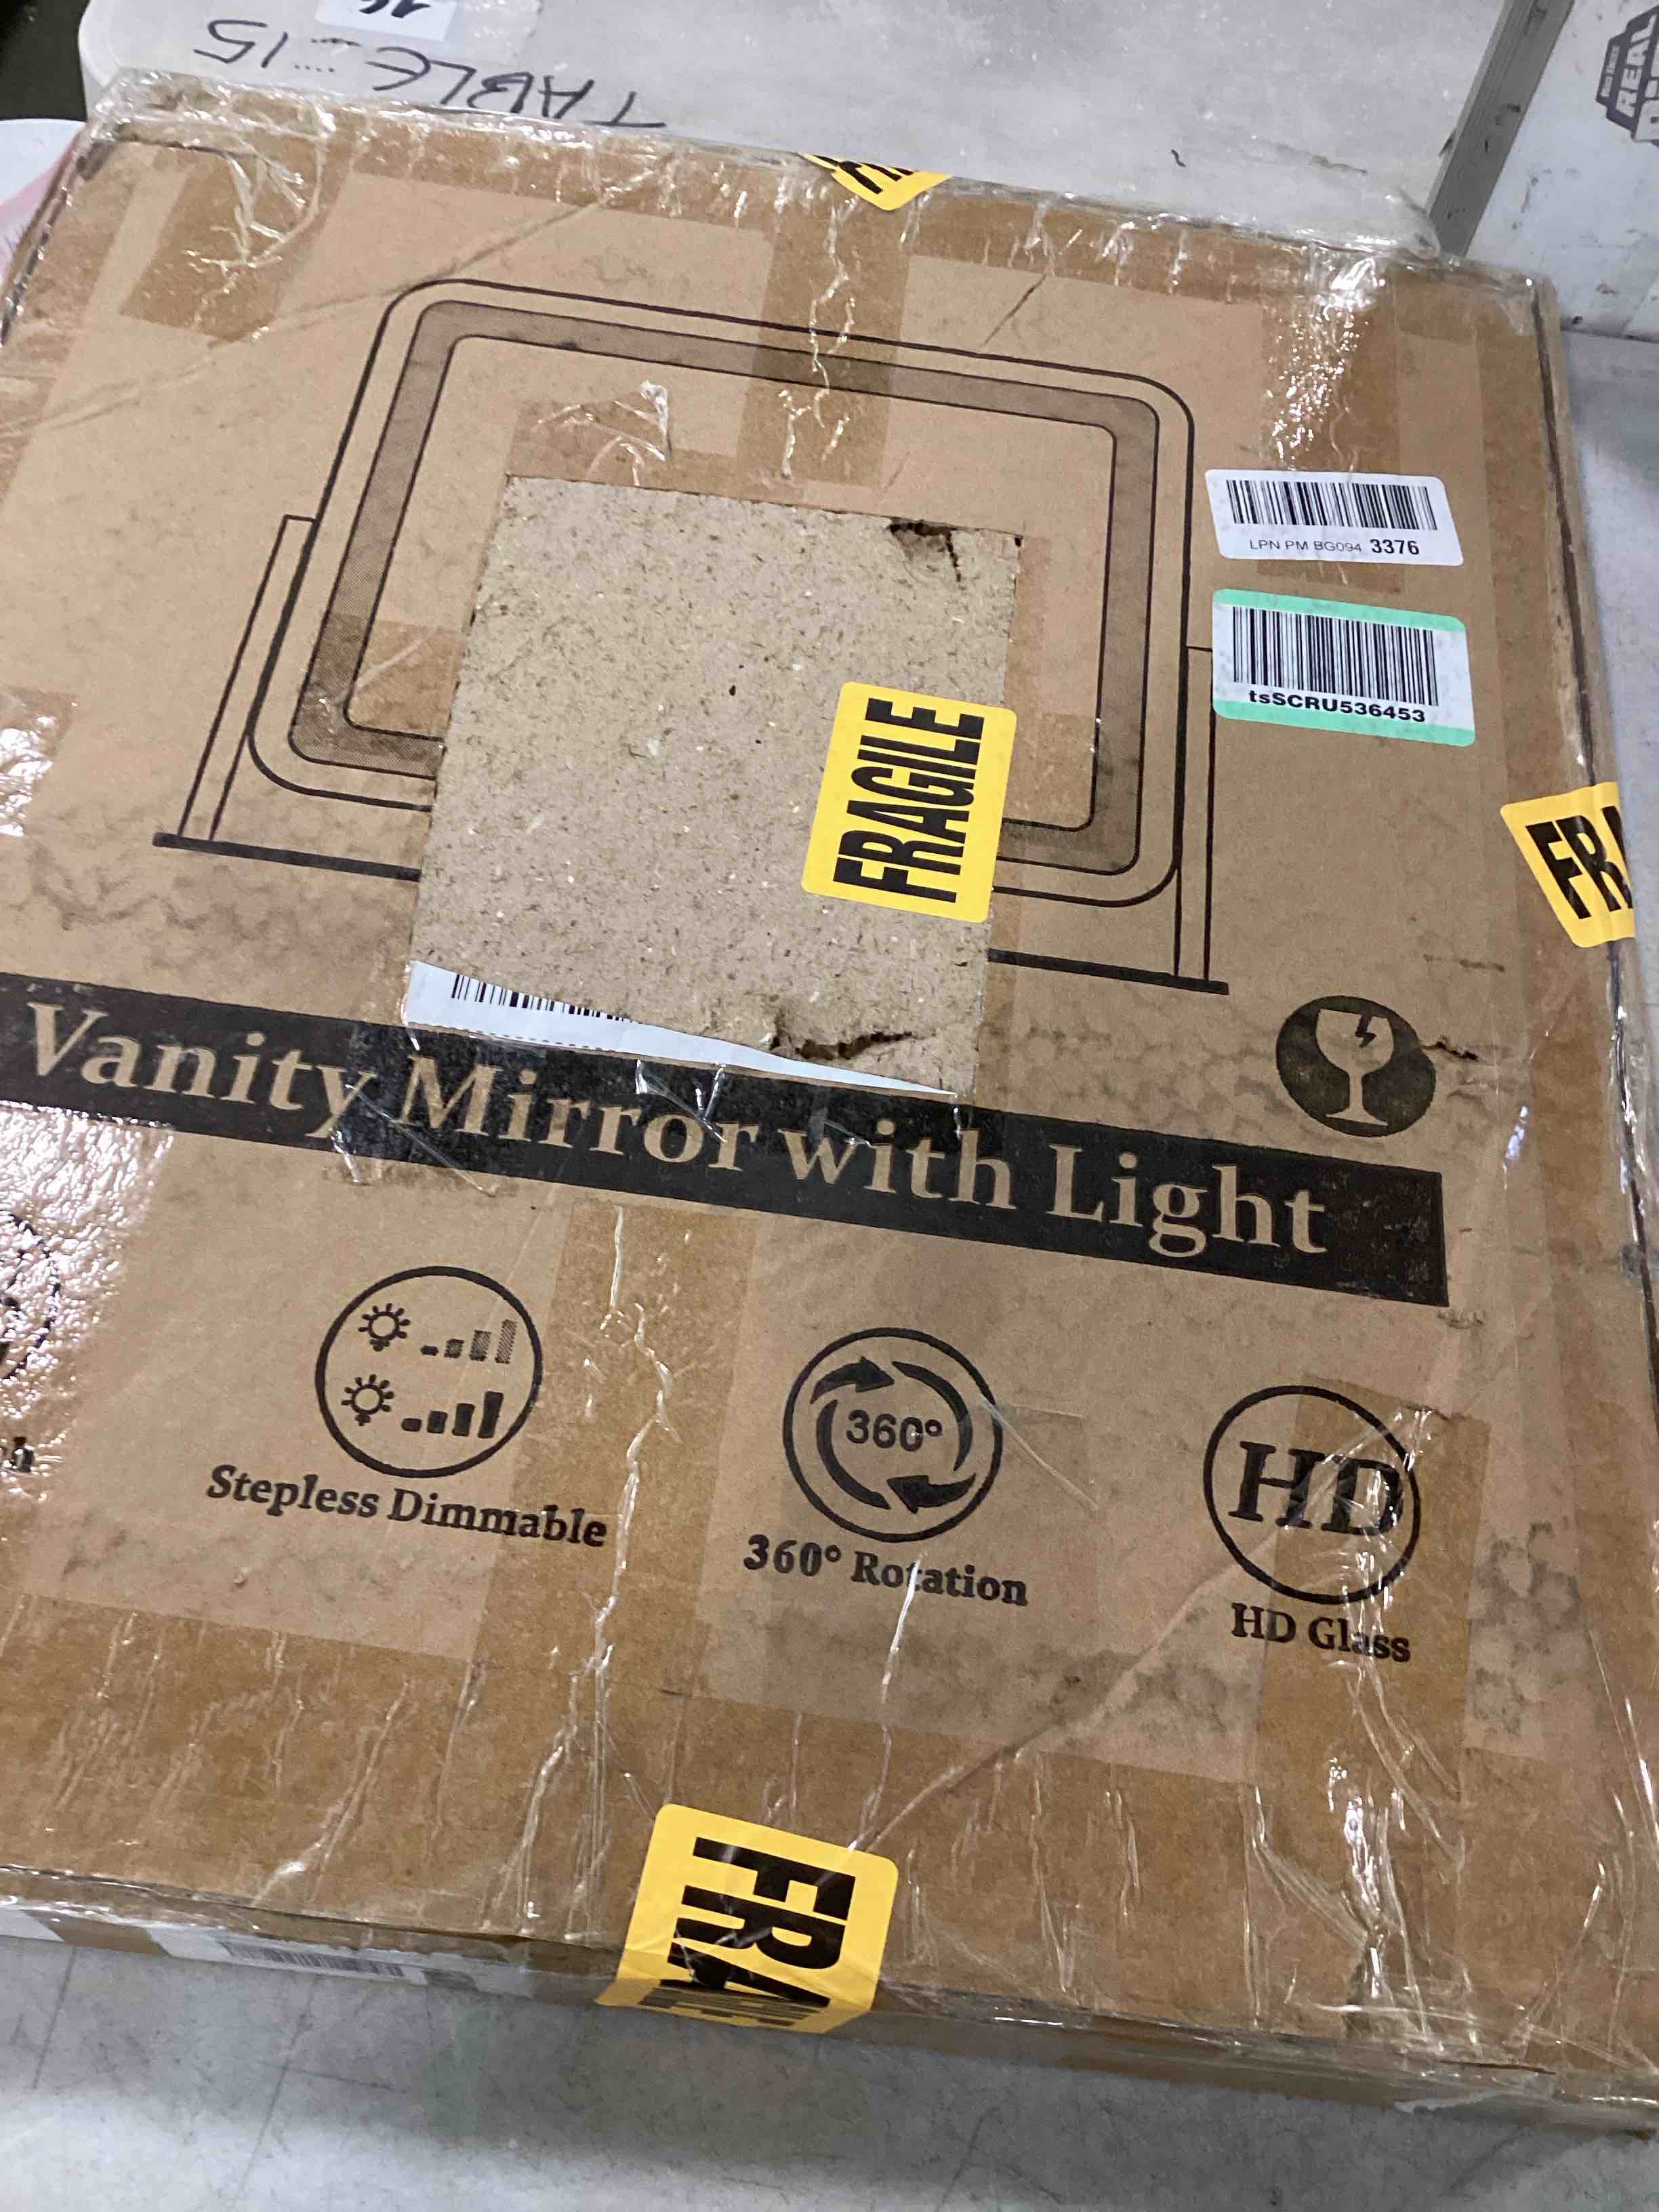 TABLE 15
REAL
FRAGILE
LPN PM BG094 3376
tsSCRU536453
FRA
Vanity Mirror with Light
Stepless Dimmable
360°
360° Rotation
HD
HD Glass
FRA